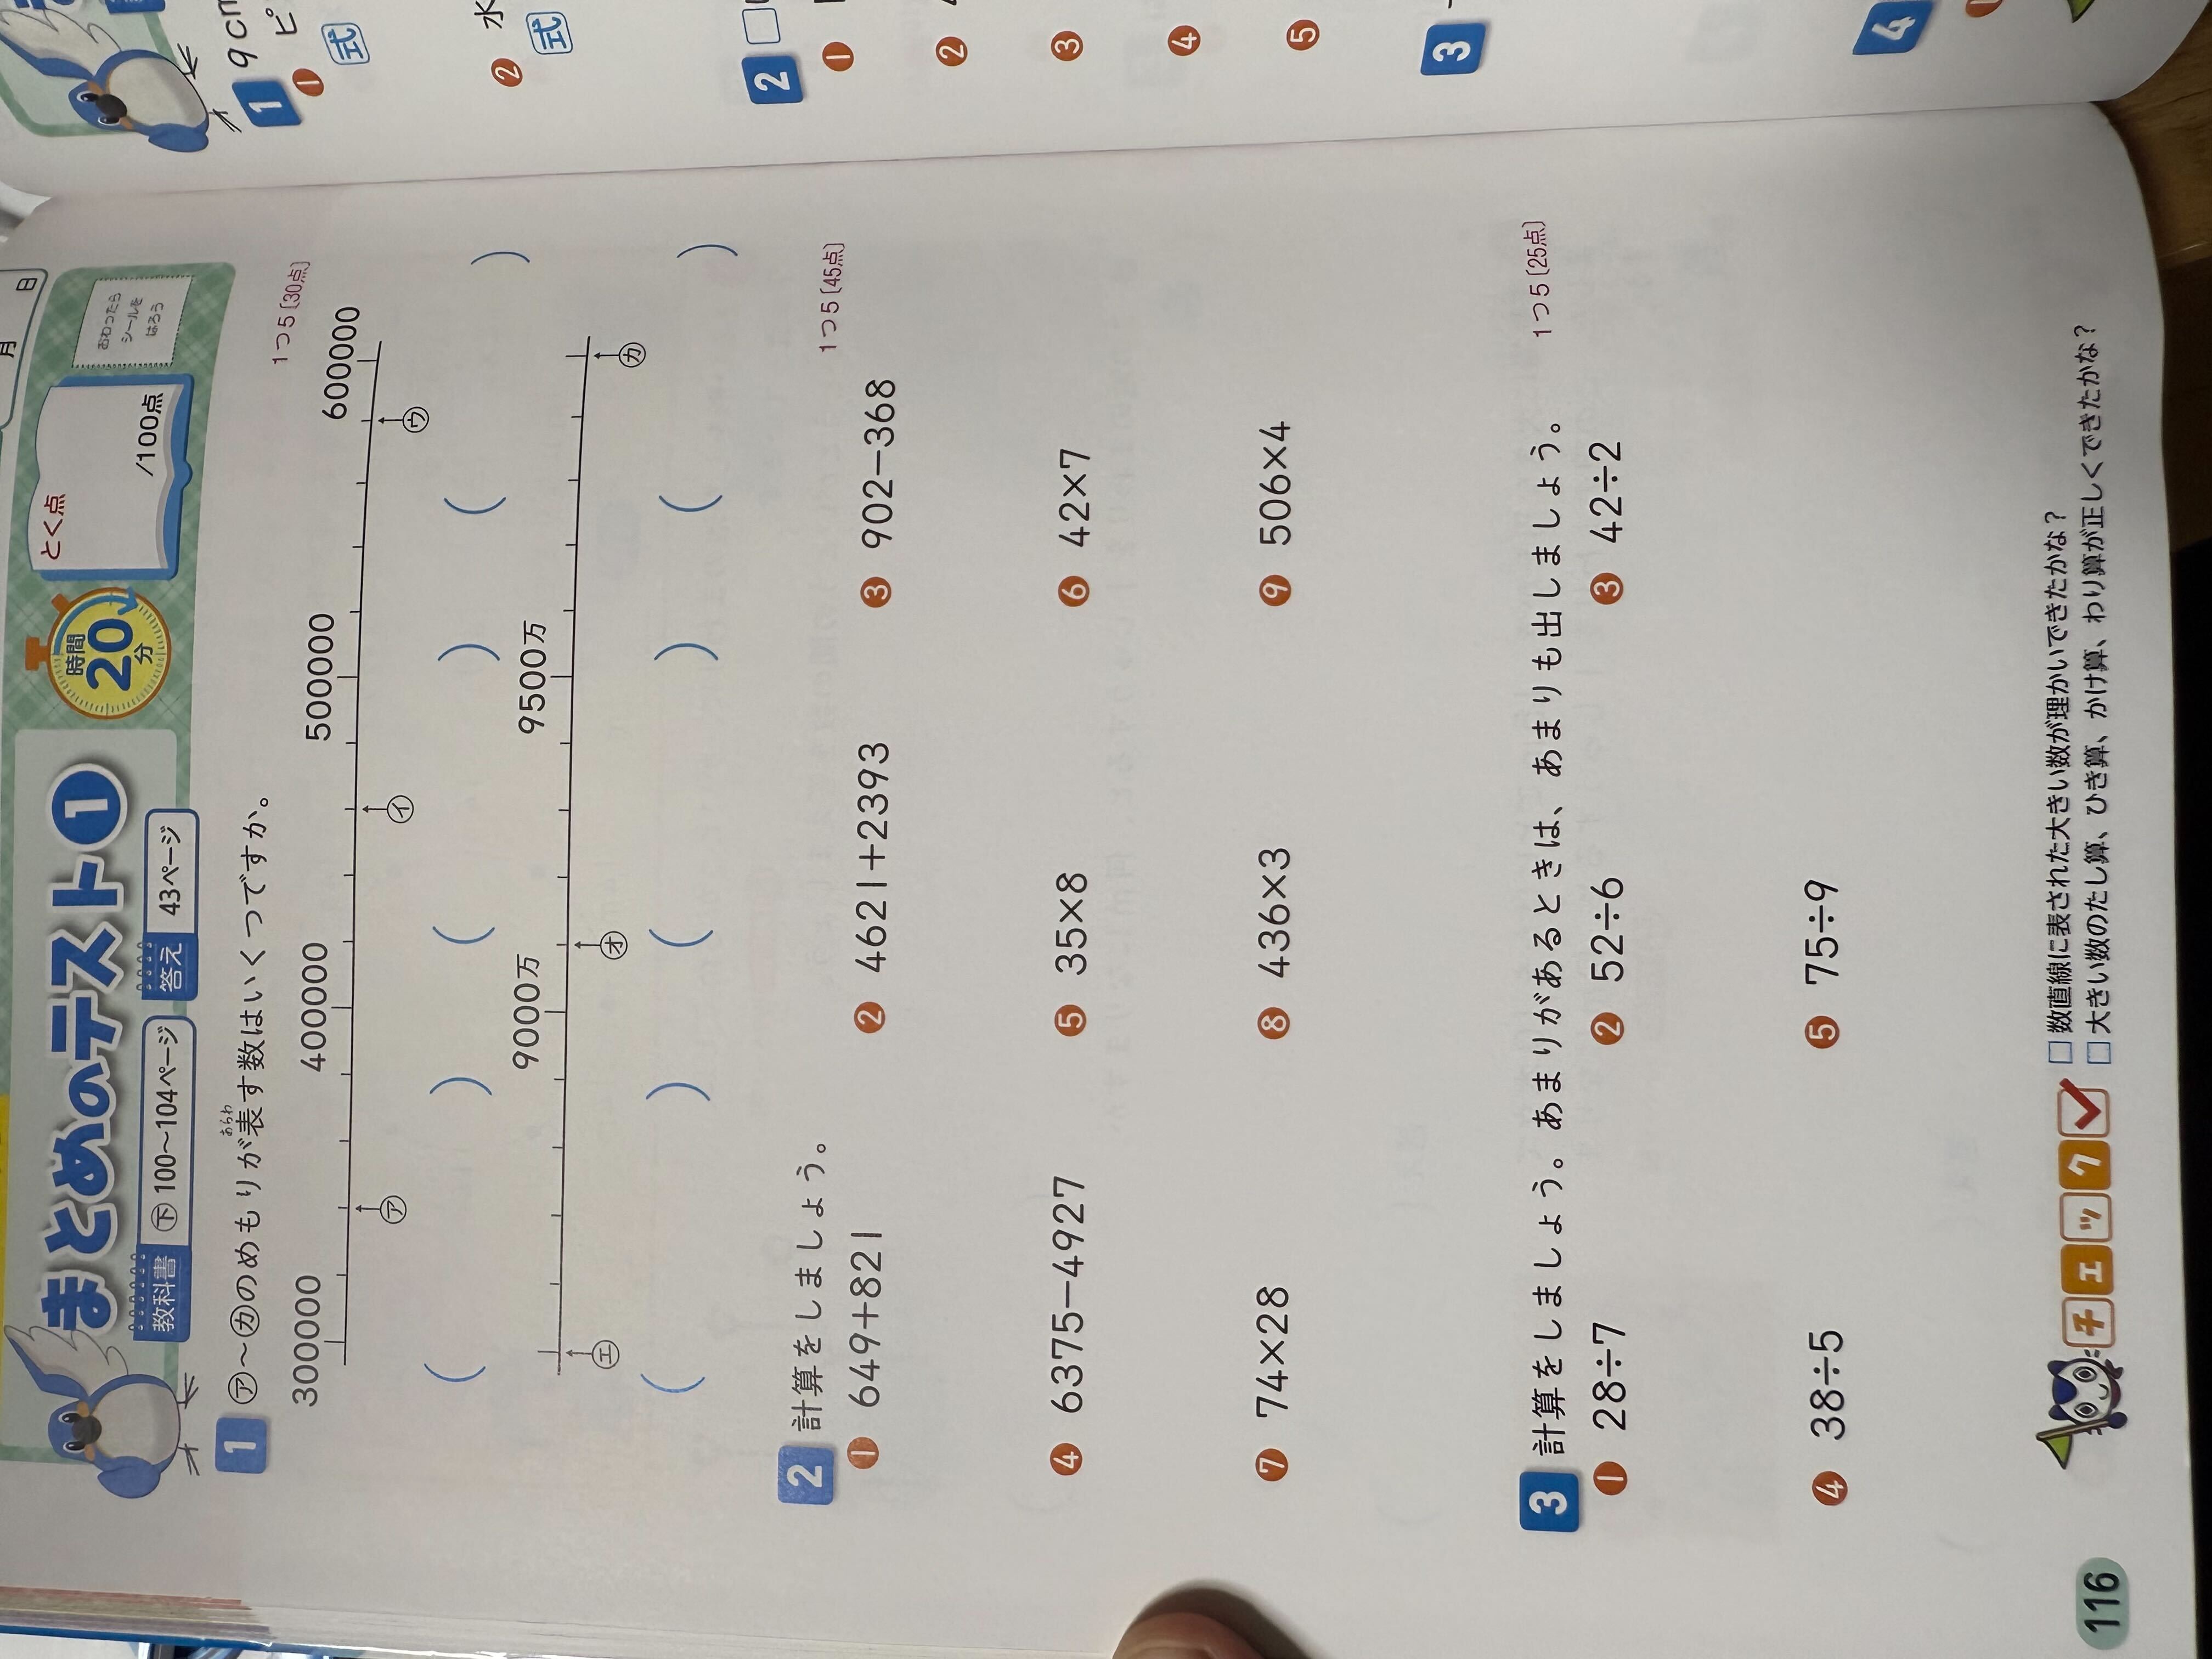 まとめのテスト❶
教科書 ㊦100〜104ページ
答え 43ページ
時間 20 分
とく点
/100点
おわったら
シールを
はろう
月
日
1 ㋐〜㋕のめもりが表す数はいくつですか。
あらわ
1つ5〔30点〕
300000 400000 500000 600000
㋐ ㋑ ㋒
( ) ( ) ( )
9000万 9500万
㋓ ㋔ ㋕
( ) ( ) ( )
2 計算をしましょう。
1つ5〔45点〕
❶ 649+821 ❷ 4621+2393 ❸ 902−368
❹ 6375−4927 ❺ 35×8 ❻ 42×7
❼ 74×28 ❽ 436×3 ❾ 506×4
3 計算をしましょう。あまりがあるときは、あまりも出しましょう。
1つ5〔25点〕
❶ 28÷7 ❷ 52÷6 ❸ 42÷2
❹ 38÷5 ❺ 75÷9
116
チェック
□数直線に表された大きい数が理かいできたかな?
□大きい数のたし算、ひき算、かけ算、わり算が正しくできたかな?
1 9cm
ピ
❶
式
❷ 水
式
2 □
❶
❷
❸
❹
❺
3
4